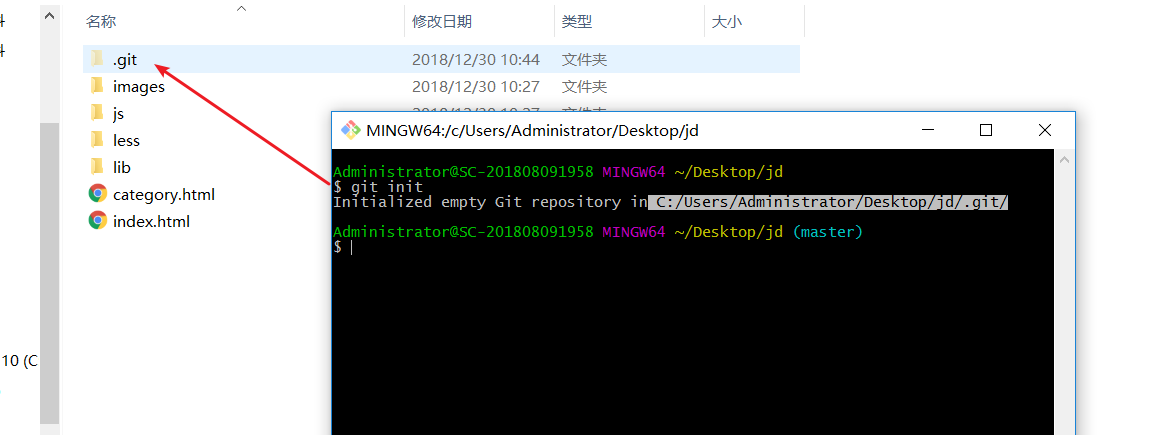 名称 修改日期 类型 大小
.git 2018/12/30 10:44 文件夹
images 2018/12/30 10:27 文件夹
js
less
lib
category.html
index.html
10 (C
MINGW64:/c/Users/Administrator/Desktop/jd
Administrator@SC-201808091958 MINGW64 ~/Desktop/jd
$ git init
Initialized empty Git repository in C:/Users/Administrator/Desktop/jd/.git/
Administrator@SC-201808091958 MINGW64 ~/Desktop/jd (master)
$